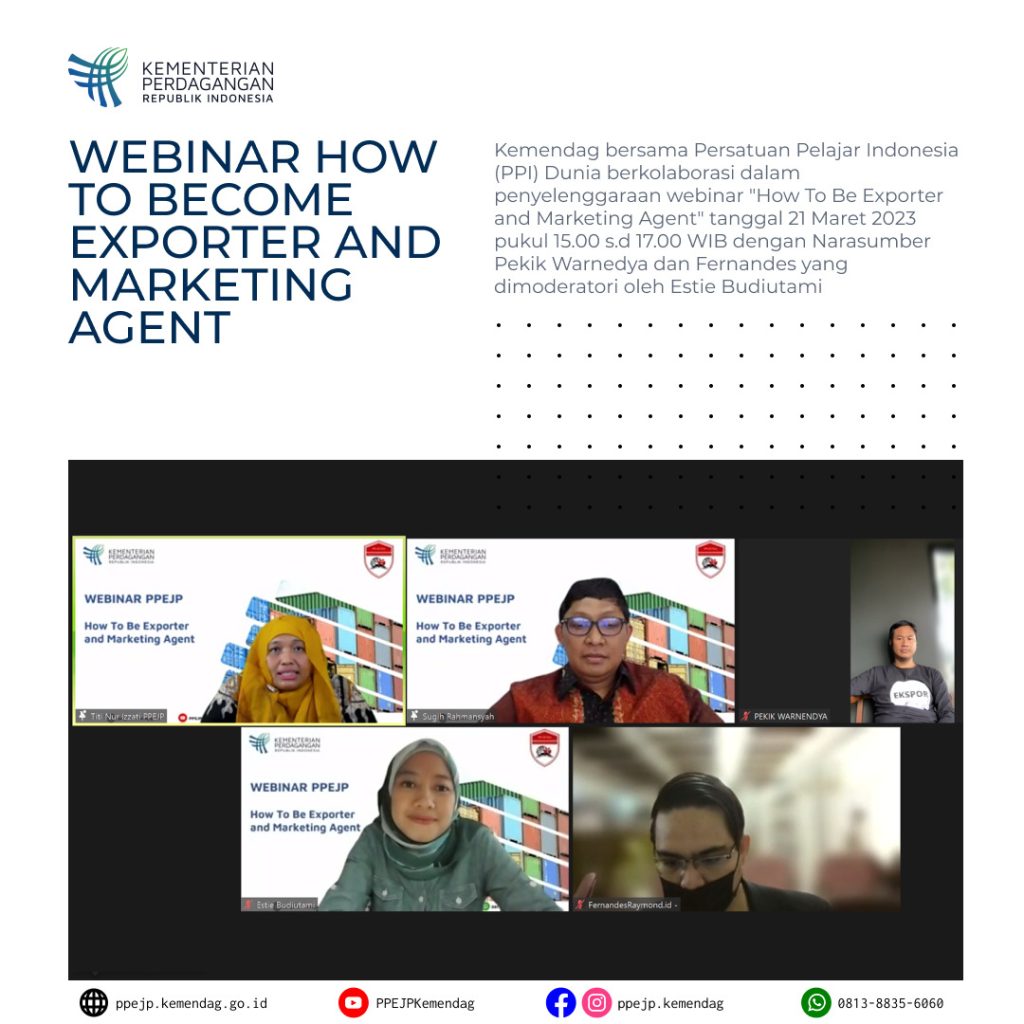 KEMENTERIAN
PERDAGANGAN
REPUBLIK INDONESIA
WEBINAR HOW
TO BECOME
EXPORTER AND
MARKETING
AGENT
Kemendag bersama Persatuan Pelajar Indonesia
(PPI) Dunia berkolaborasi dalam
penyelenggaraan webinar "How To Be Exporter
and Marketing Agent" tanggal 21 Maret 2023
pukul 15.00 s.d 17.00 WIB dengan Narasumber
Pekik Warnedya dan Fernandes yang
dimoderatori oleh Estie Budiutami
KEMENTERIAN
PERDAGANGAN
REPUBLIK INDONESIA
WEBINAR PPEJP
How To Be Exporter
and Marketing Agent
Titi Nur Izzati PPEJP
KEMENTERIAN
PERDAGANGAN
REPUBLIK INDONESIA
WEBINAR PPEJP
How To Be Exporter
and Marketing Agent
Sugih Rahmansyah
EKSPOR
PEKIK WARNENDYA
KEMENTERIAN
PERDAGANGAN
REPUBLIK INDONESIA
WEBINAR PPEJP
How To Be Exporter
and Marketing Agent
Estie Budiutami
FernandesRaymond.id -
ppejp.kemendag.go.id
PPEJPKemendag
ppejp.kemendag
0813-8835-6060